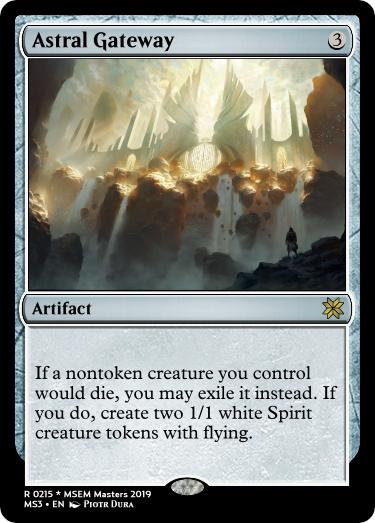 Astral Gateway 3
Artifact
If a nontoken creature you control
would die, you may exile it instead. If
you do, create two 1/1 white Spirit
creature tokens with flying.
R 0215 * MSEM Masters 2019
MS3 • EN Piotr Dura